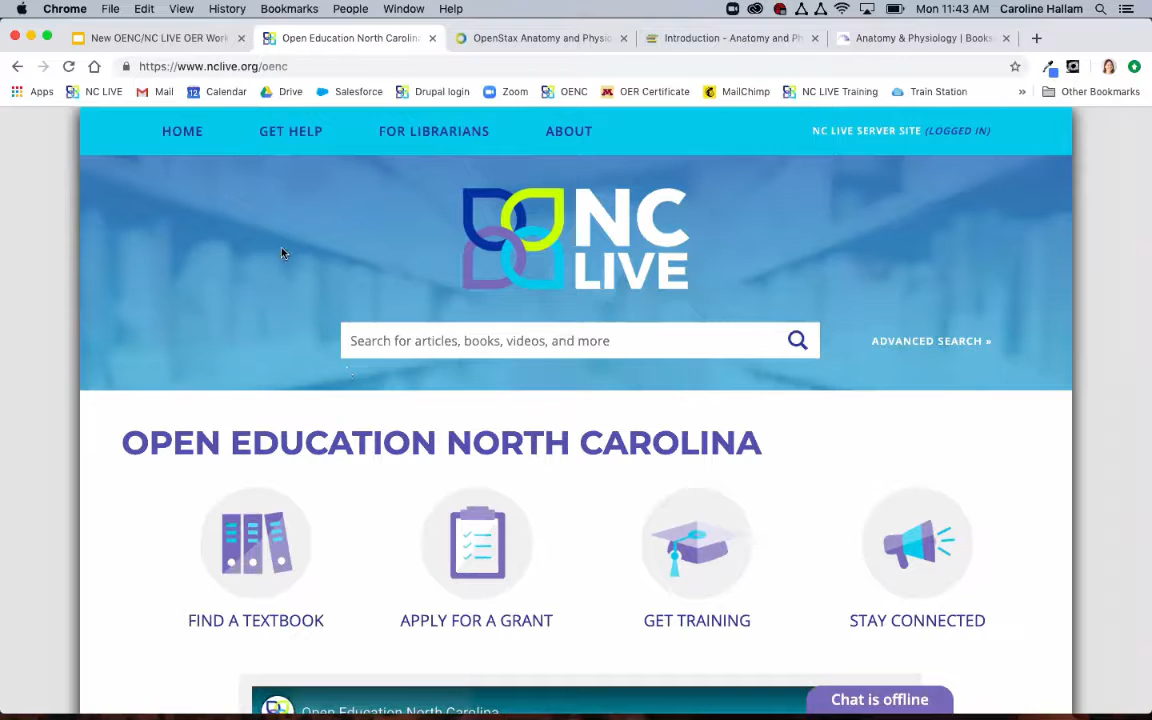 Chrome File Edit View History Bookmarks People Window Help Mon 11:43 AM Caroline Hallam
New OENC/NC LIVE OER Work Open Education North Carolina OpenStax Anatomy and Physio Introduction - Anatomy and Ph Anatomy & Physiology | Books
https://www.nclive.org/oenc
Apps NC LIVE Mail 12 Calendar Drive Salesforce Drupal login Zoom OENC OER Certificate MailChimp NC LIVE Training Train Station » Other Bookmarks
HOME GET HELP FOR LIBRARIANS ABOUT NC LIVE SERVER SITE (LOGGED IN)
NC
LIVE
Search for articles, books, videos, and more ADVANCED SEARCH »
OPEN EDUCATION NORTH CAROLINA
FIND A TEXTBOOK APPLY FOR A GRANT GET TRAINING STAY CONNECTED
Open Education North Carolina Chat is offline